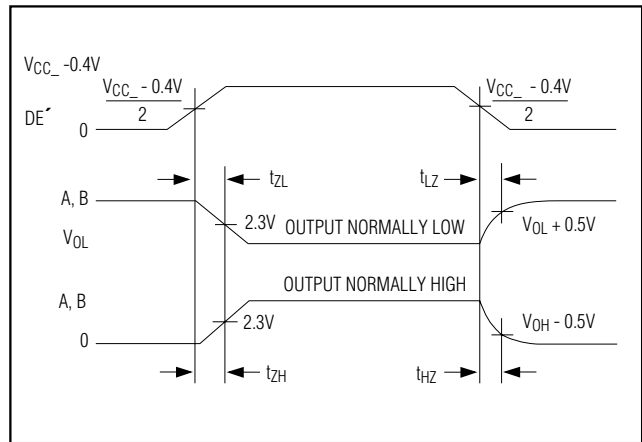 VCC_ -0.4V
VCC_ - 0.4V
2
VCC_ - 0.4V
2
DE´
0
tZL
tLZ
A, B
2.3V
OUTPUT NORMALLY LOW
VOL + 0.5V
VOL
OUTPUT NORMALLY HIGH
A, B
2.3V
VOH - 0.5V
0
tZH
tHZ